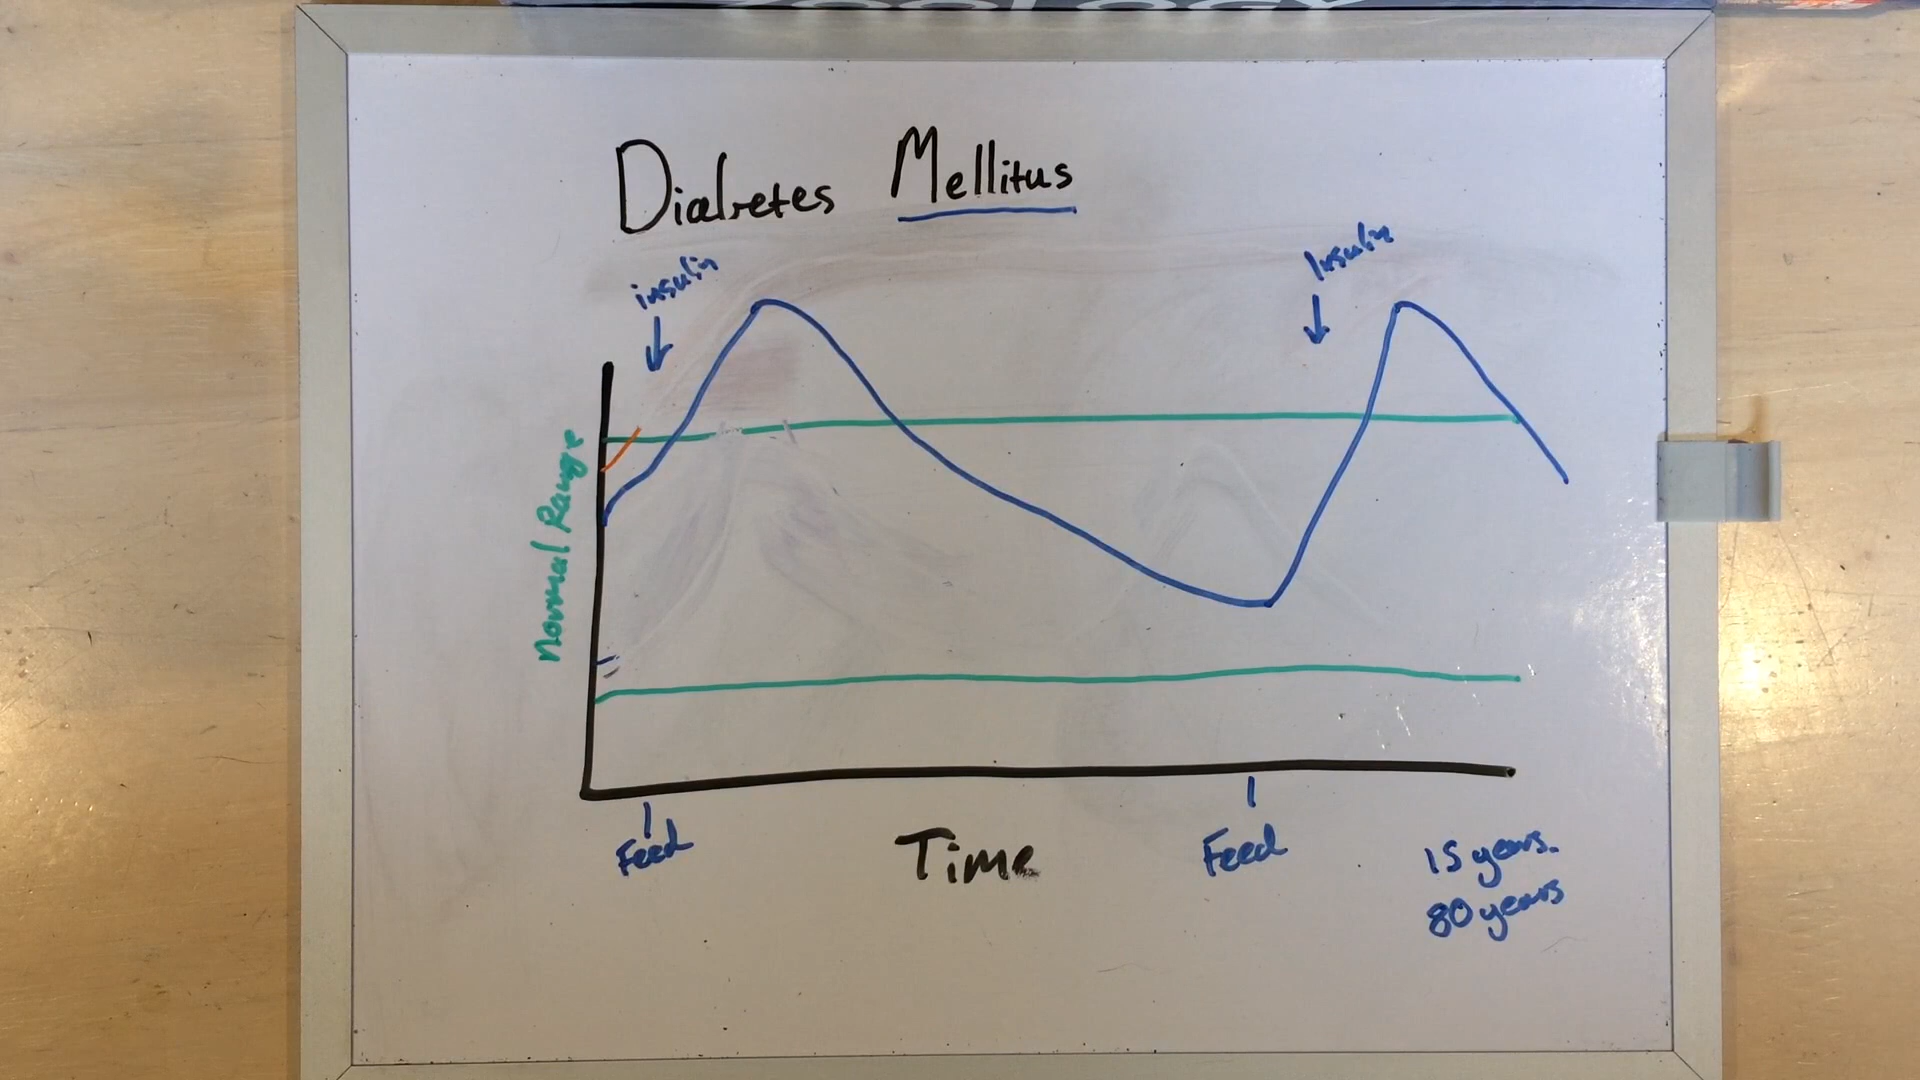 Diabetes Mellitus
insulin
Insulin
Normal Range
Feed
Time
Feed
15 years.
80 years